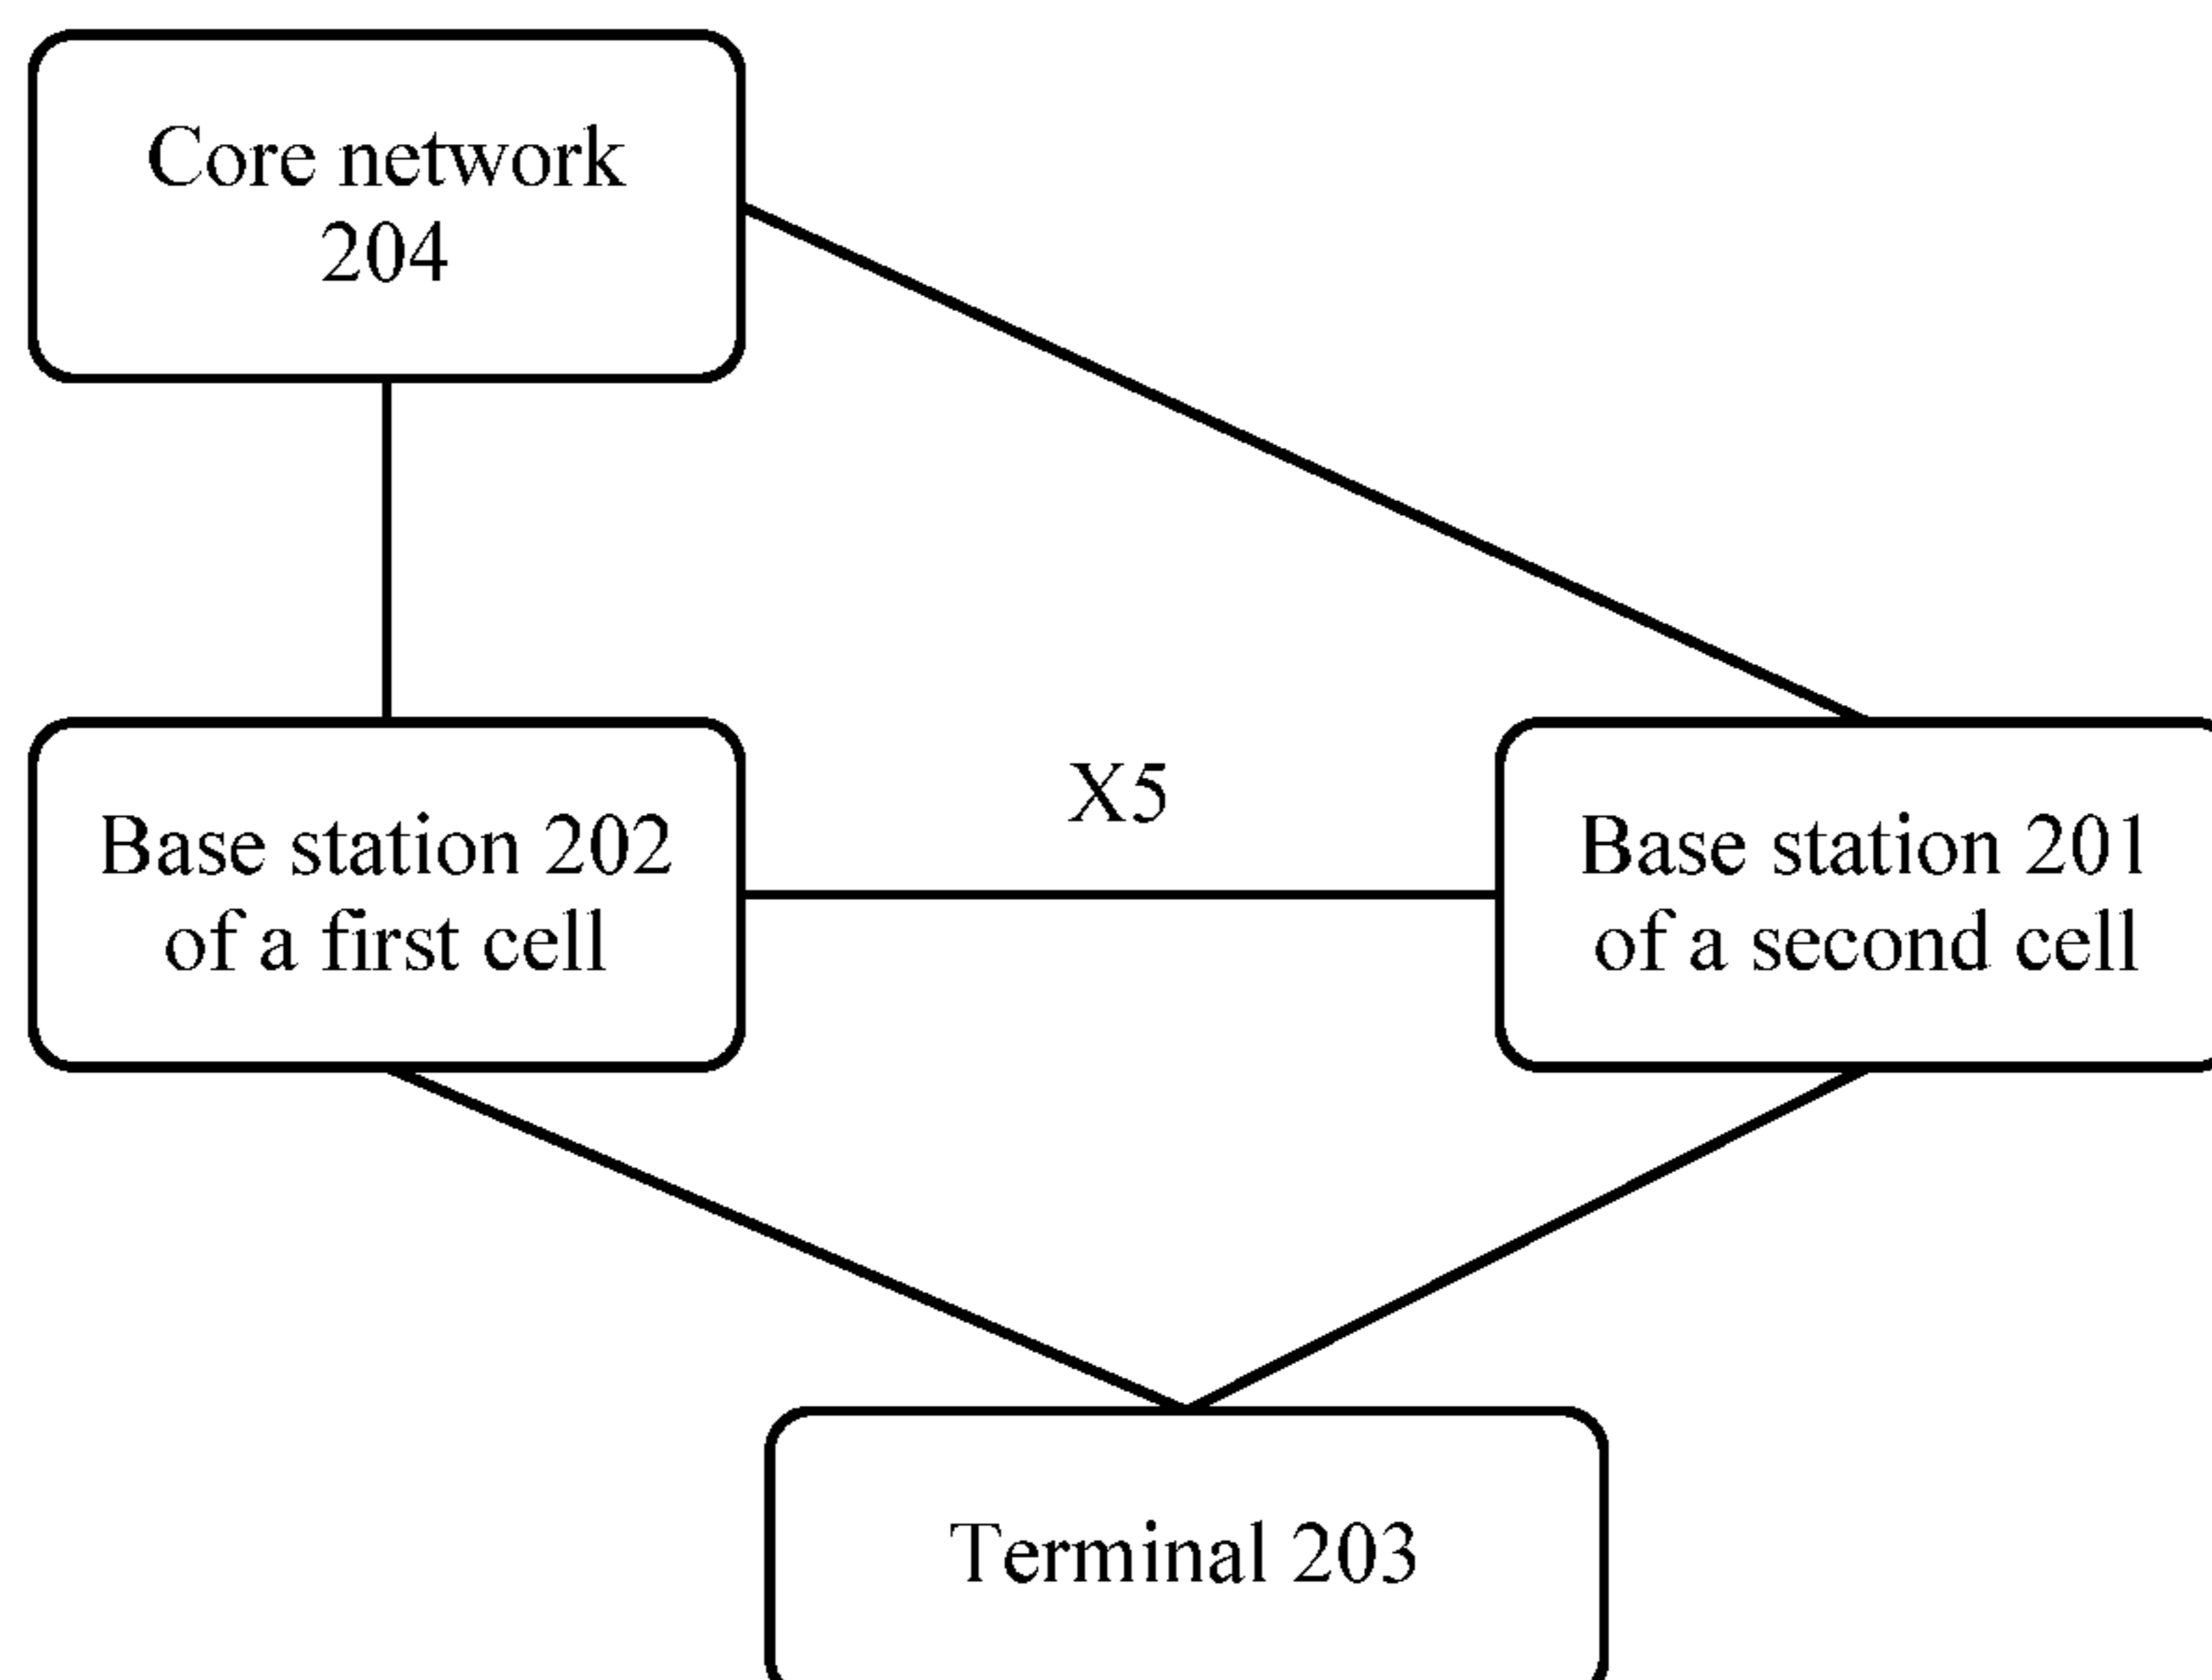 Core network
204
X5
Base station 202
of a first cell
Base station 201
of a second cell
Terminal 203